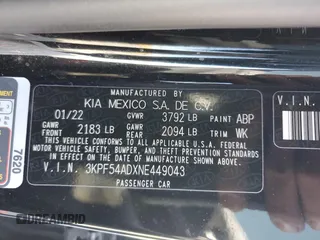 MANUFACTURED BY
KIA MEXICO S.A. DE C.V.
01/22 GVWR 3792 LB PAINT ABP
GAWR GAWR
FRONT 2183 LB REAR 2094 LB TRIM WK
THIS VEHICLE CONFORMS TO ALL APPLICABLE FEDERAL
MOTOR VEHICLE SAFETY, BUMPER, AND THEFT PREVENTION
STANDARDS IN EFFECT ON THE DATE OF MANUFACTURE
SHOWN ABOVE.
V.I.N. 3KPF54ADXNE449043
PASSENGER CAR
7620
V.I.N.
DREAMBID